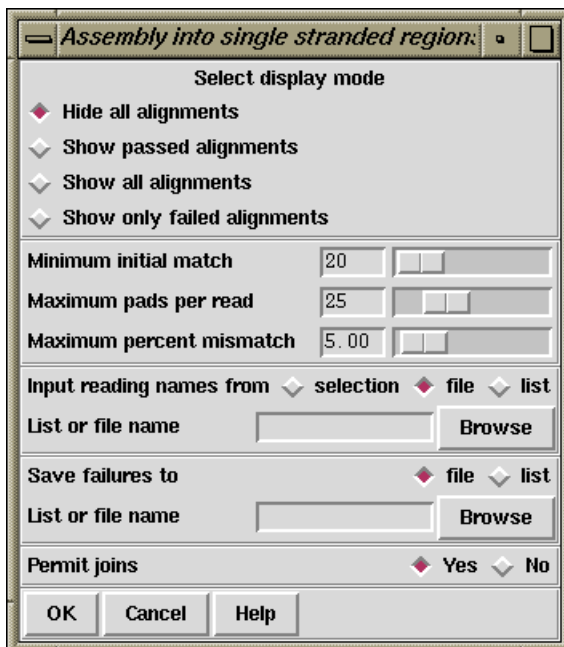 Assembly into single stranded region:
Select display mode
Hide all alignments
Show passed alignments
Show all alignments
Show only failed alignments
Minimum initial match 20
Maximum pads per read 25
Maximum percent mismatch 5.00
Input reading names from selection file list
List or file name Browse
Save failures to file list
List or file name Browse
Permit joins Yes No
OK Cancel Help